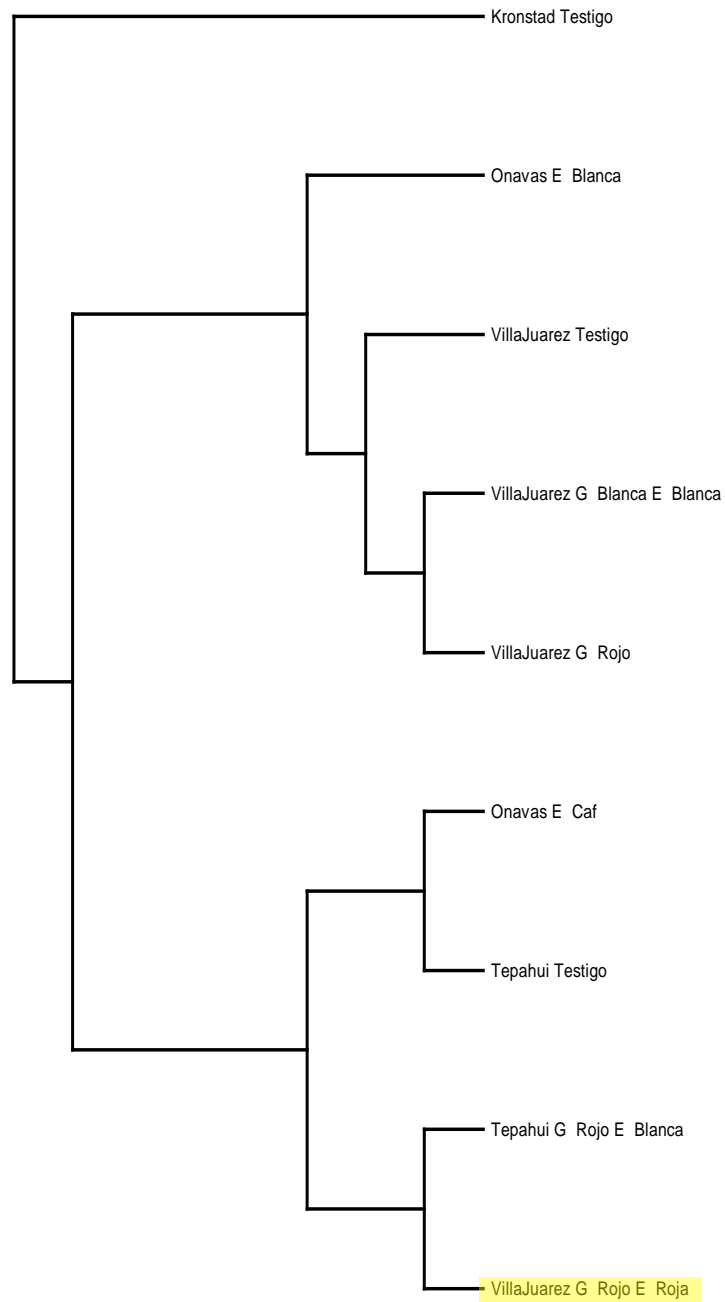 Kronstad Testigo
Onavas E Blanca
VillaJuarez Testigo
VillaJuarez G Blanca E Blanca
VillaJuarez G Rojo
Onavas E Caf
Tepahui Testigo
Tepahui G Rojo E Blanca
VillaJuarez G Rojo E Roja